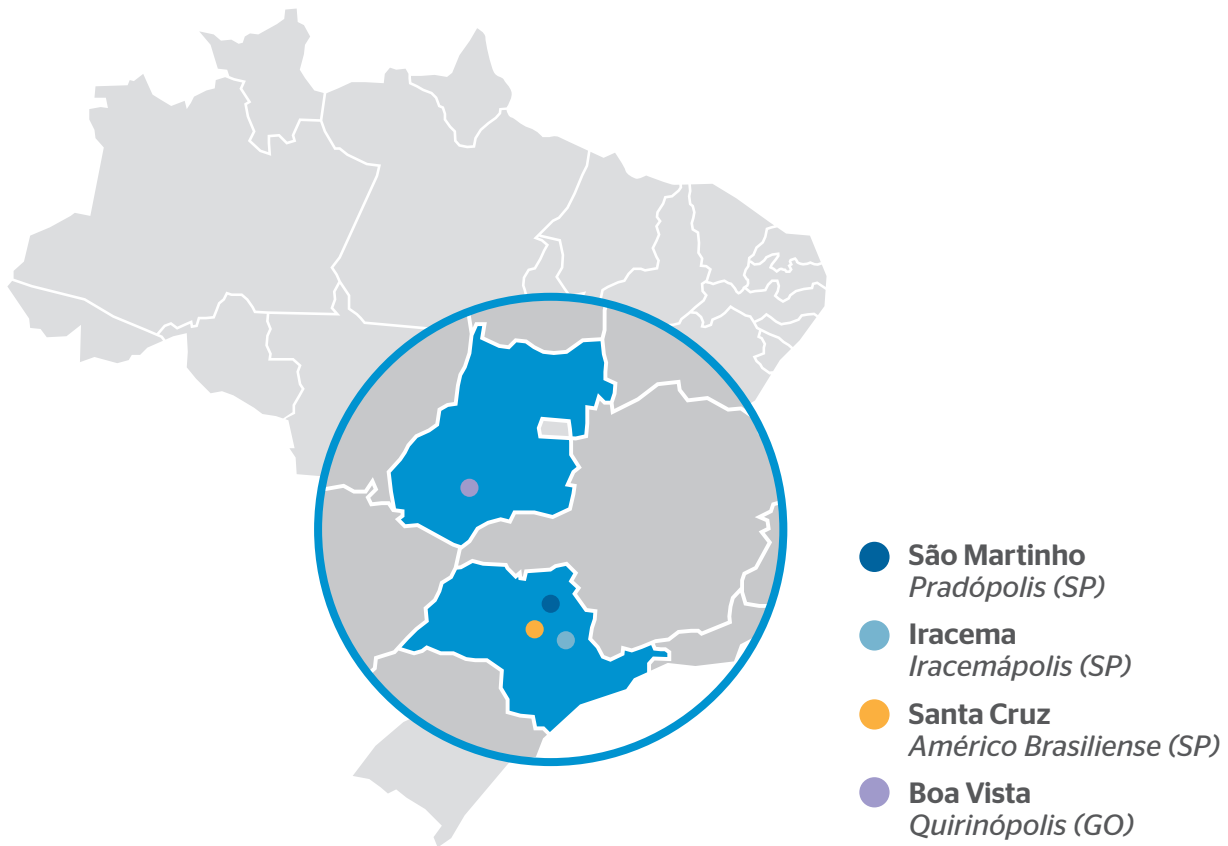 São Martinho
Pradópolis (SP)
Iracema
Iracemápolis (SP)
Santa Cruz
Américo Brasiliense (SP)
Boa Vista
Quirinópolis (GO)